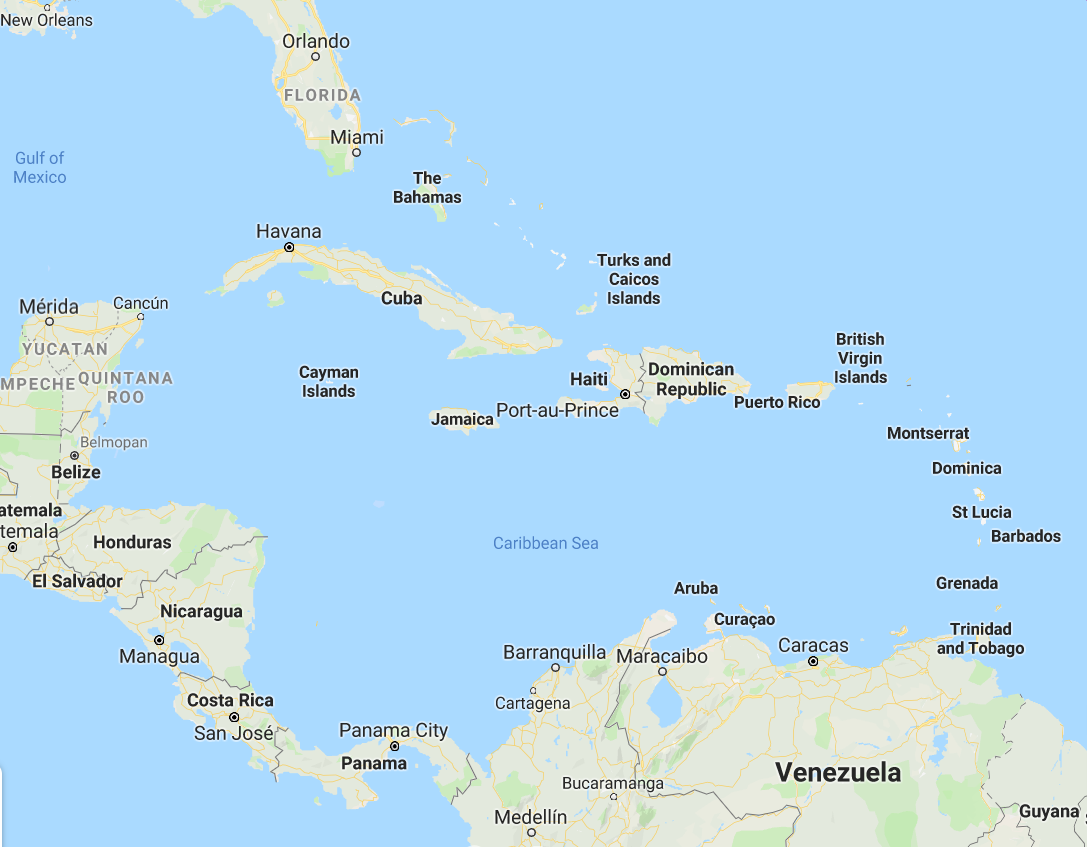 New Orleans
Orlando
FLORIDA
Miami
Gulf of
Mexico
The
Bahamas
Havana
Turks and
Caicos
Islands
Cuba
Mérida
Cancún
YUCATAN
MPECHE
QUINTANA
ROO
Cayman
Islands
British
Virgin
Islands
Haiti
Dominican
Republic
Puerto Rico
Port-au-Prince
Jamaica
Montserrat
Belmopan
Belize
Dominica
atemala
temala
St Lucia
Honduras
Caribbean Sea
Barbados
El Salvador
Aruba
Grenada
Nicaragua
Curaçao
Trinidad
and Tobago
Managua
Barranquilla
Maracaibo
Caracas
Costa Rica
Cartagena
San José
Panama City
Panama
Venezuela
Bucaramanga
Medellín
Guyana